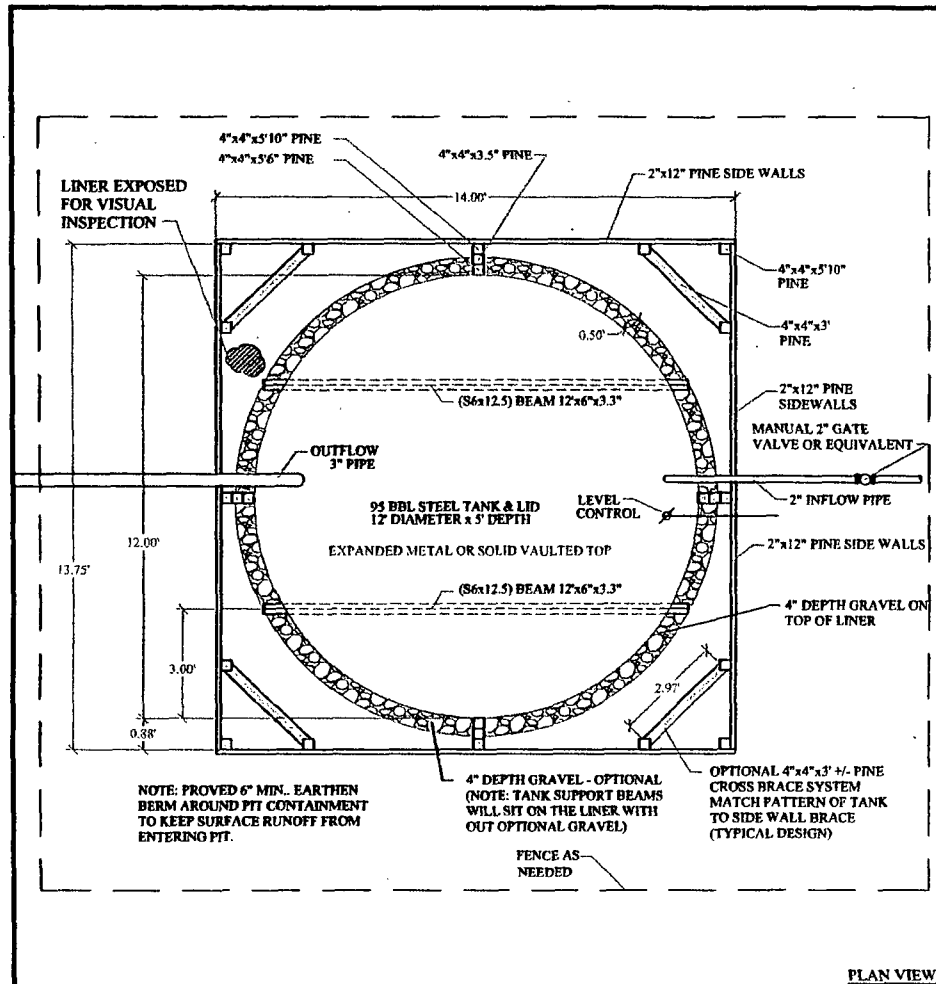 4"x4"x5'10" PINE
4"x4"x5'6" PINE
4"x4"x3.5" PINE
2"x12" PINE SIDE WALLS
14.00'
LINER EXPOSED
FOR VISUAL
INSPECTION
4"x4"x5'10"
PINE
4"x4"x3'
PINE
0.50'
(S6x12.5) BEAM 12'x6"x3.3"
2"x12" PINE
SIDEWALLS
MANUAL 2" GATE
VALVE OR EQUIVALENT
OUTFLOW
3" PIPE
2" INFLOW PIPE
95 BBL STEEL TANK & LID
12' DIAMETER x 5' DEPTH
LEVEL
CONTROL
EXPANDED METAL OR SOLID VAULTED TOP
2"x12" PINE SIDE WALLS
12.00'
13.75'
(S6x12.5) BEAM 12'x6"x3.3"
4" DEPTH GRAVEL ON
TOP OF LINER
3.00'
2.97'
0.88'
NOTE: PROVED 6" MIN.. EARTHEN
BERM AROUND PIT CONTAINMENT
TO KEEP SURFACE RUNOFF FROM
ENTERING PIT.
4" DEPTH GRAVEL - OPTIONAL
(NOTE: TANK SUPPORT BEAMS
WILL SIT ON THE LINER WITH
OUT OPTIONAL GRAVEL)
OPTIONAL 4"x4"x3' +/- PINE
CROSS BRACE SYSTEM
MATCH PATTERN OF TANK
TO SIDE WALL BRACE
(TYPICAL DESIGN)
FENCE AS
NEEDED
PLAN VIEW